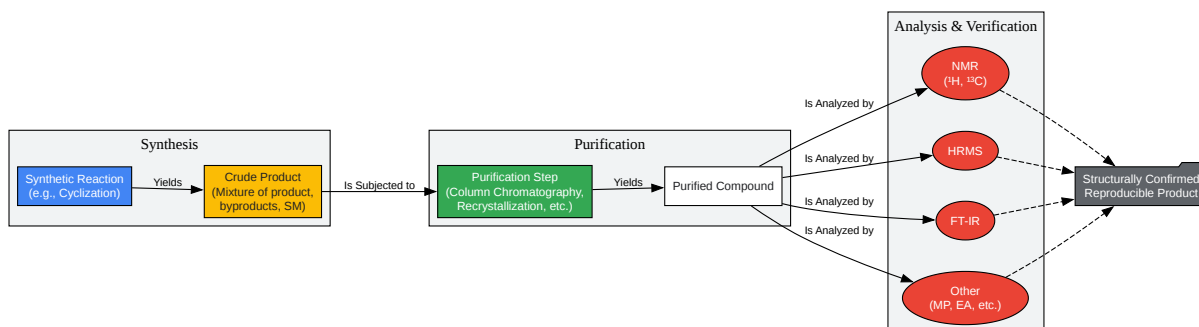 Synthesis
Synthetic Reaction
(e.g., Cyclization)
Yields
Crude Product
(Mixture of product,
byproducts, SM)
Is Subjected to
Purification
Purification Step
(Column Chromatography,
Recrystallization, etc.)
Yields
Purified Compound
Is Analyzed by
Is Analyzed by
Is Analyzed by
Is Analyzed by
Analysis & Verification
NMR
(¹H, ¹³C)
HRMS
FT-IR
Other
(MP, EA, etc.)
Structurally Confirmed
Reproducible Product